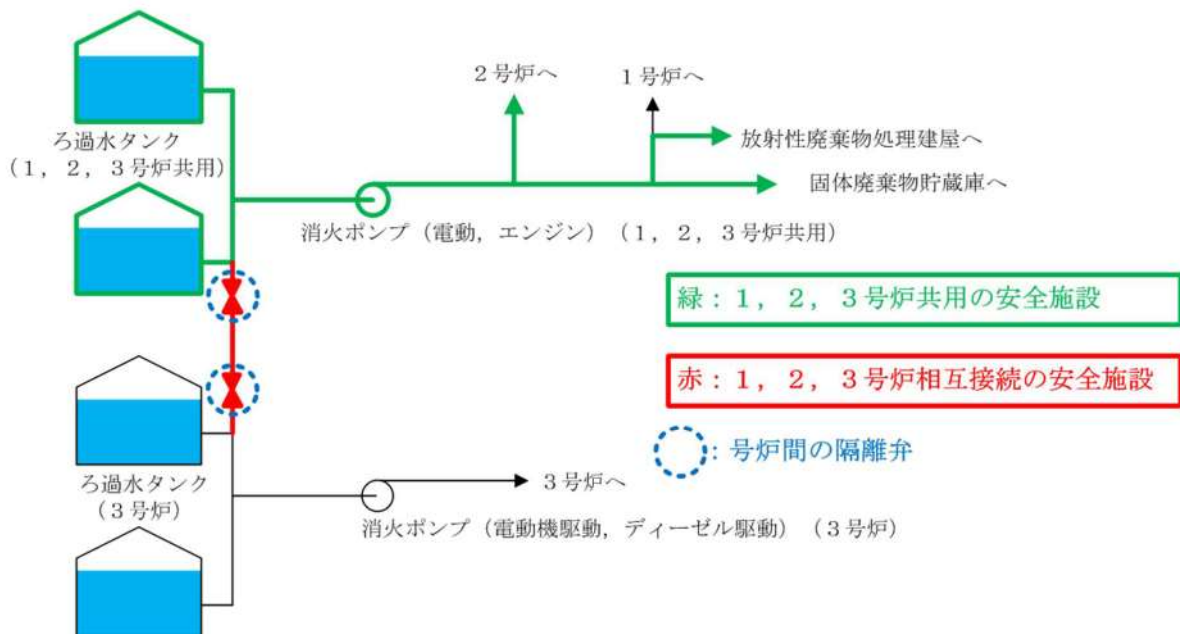 2号炉へ
1号炉へ
ろ過水タンク
（1，2，3号炉共用）
放射性廃棄物処理建屋へ
固体廃棄物貯蔵庫へ
消火ポンプ（電動，エンジン）（1，2，3号炉共用）
緑：1，2，3号炉共用の安全施設
赤：1，2，3号炉相互接続の安全施設
：号炉間の隔離弁
ろ過水タンク
（3号炉）
3号炉へ
消火ポンプ（電動機駆動，ディーゼル駆動）（3号炉）